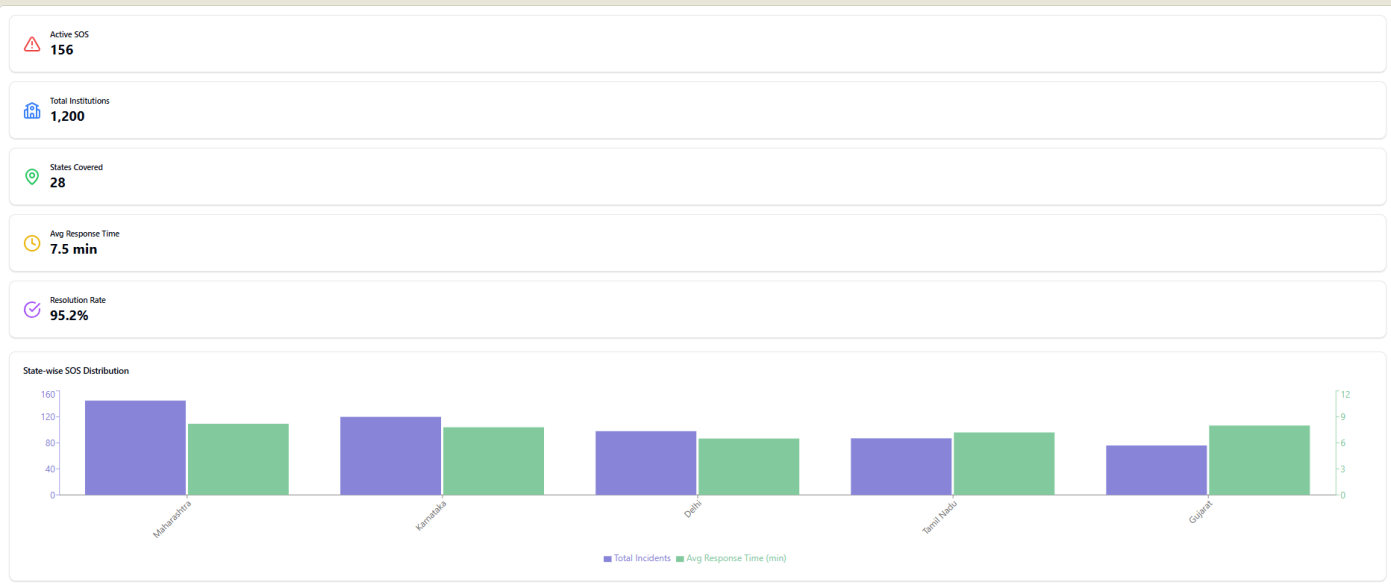 Active SOS
156
Total Institutions
1,200
States Covered
28
Avg Response Time
7.5 min
Resolution Rate
95.2%
State-wise SOS Distribution
160
120
80
40
0
12
9
6
3
0
Maharashtra
Karnataka
Delhi
Tamil Nadu
Gujarat
Total Incidents Avg Response Time (min)